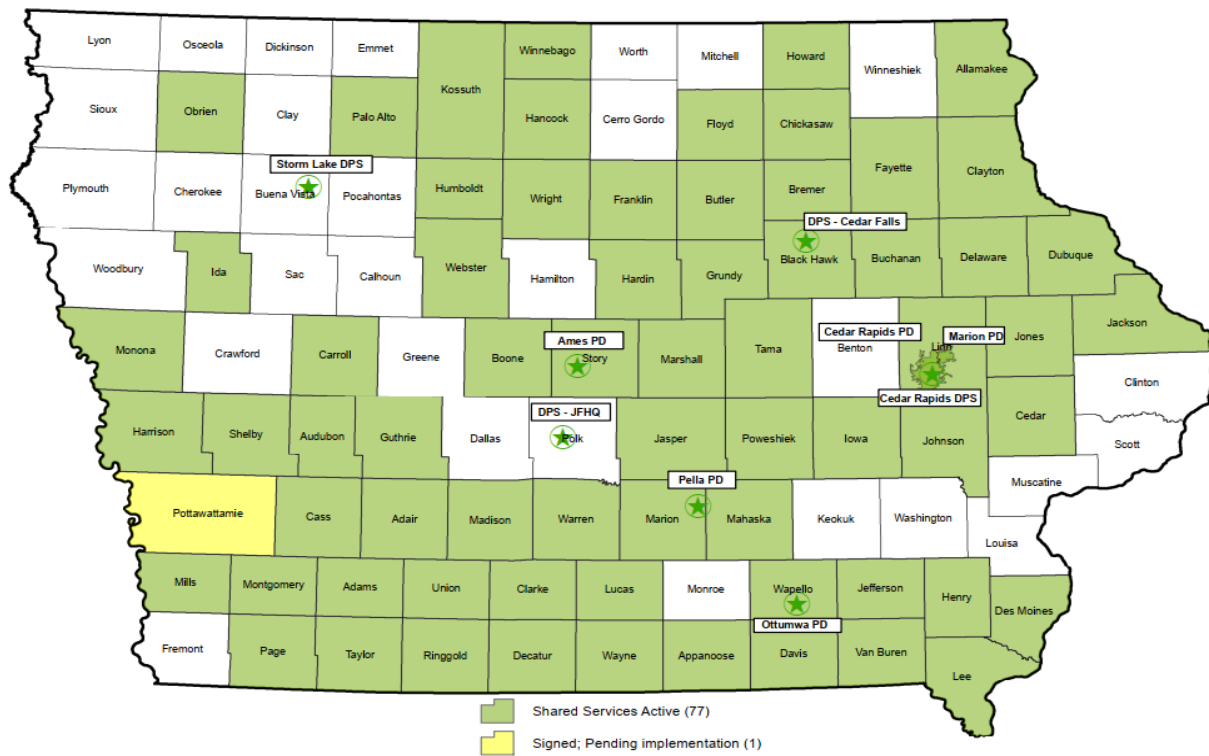 Lyon
Osceola
Dickinson
Emmet
Kossuth
Winnebago
Worth
Mitchell
Howard
Winneshiek
Allamakee
Sioux
Obrien
Clay
Palo Alto
Hancock
Cerro Gordo
Floyd
Chickasaw
Fayette
Clayton
Storm Lake DPS
Plymouth
Cherokee
Buena Vista
Pocahontas
Humboldt
Wright
Franklin
Butler
Bremer
DPS - Cedar Falls
Woodbury
Ida
Sac
Calhoun
Webster
Hamilton
Hardin
Grundy
Black Hawk
Buchanan
Delaware
Dubuque
Monona
Crawford
Carroll
Greene
Boone
Ames PD
Story
Marshall
Tama
Cedar Rapids PD
Benton
Marion PD
Linn
Jones
Jackson
Cedar Rapids DPS
Clinton
Harrison
Shelby
Audubon
Guthrie
Dallas
DPS - JFHQ
Polk
Jasper
Poweshiek
Iowa
Johnson
Cedar
Scott
Muscatine
Pella PD
Pottawattamie
Cass
Adair
Madison
Warren
Marion
Mahaska
Keokuk
Washington
Louisa
Mills
Montgomery
Adams
Union
Clarke
Lucas
Monroe
Wapello
Jefferson
Henry
Des Moines
Ottumwa PD
Fremont
Page
Taylor
Ringgold
Decatur
Wayne
Appanoose
Davis
Van Buren
Lee
Shared Services Active (77)
Signed; Pending implementation (1)